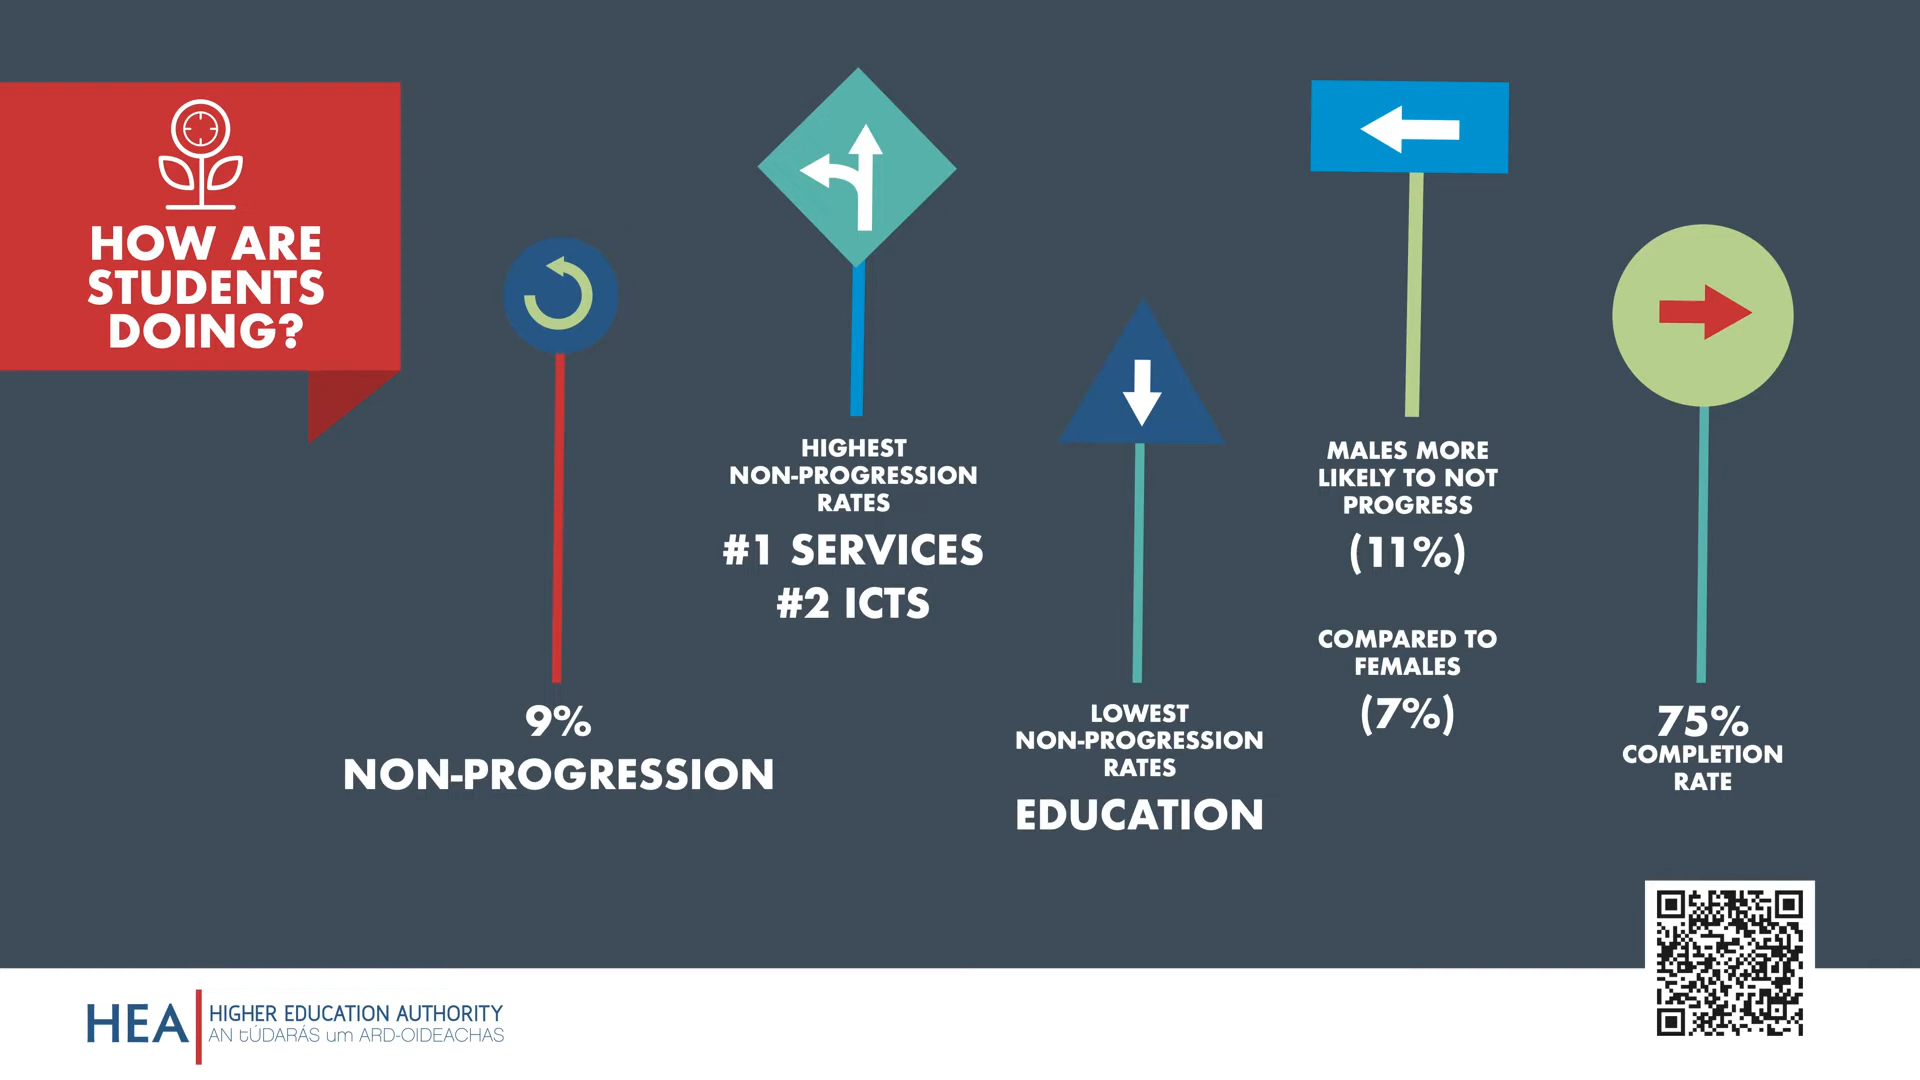 HOW ARE
STUDENTS
DOING?
9%
NON-PROGRESSION
HIGHEST
NON-PROGRESSION
RATES
#1 SERVICES
#2 ICTS
LOWEST
NON-PROGRESSION
RATES
EDUCATION
MALES MORE
LIKELY TO NOT
PROGRESS
(11%)
COMPARED TO
FEMALES
(7%)
75%
COMPLETION
RATE
HEA
HIGHER EDUCATION AUTHORITY
AN tÚDARÁS um ARD-OIDEACHAS